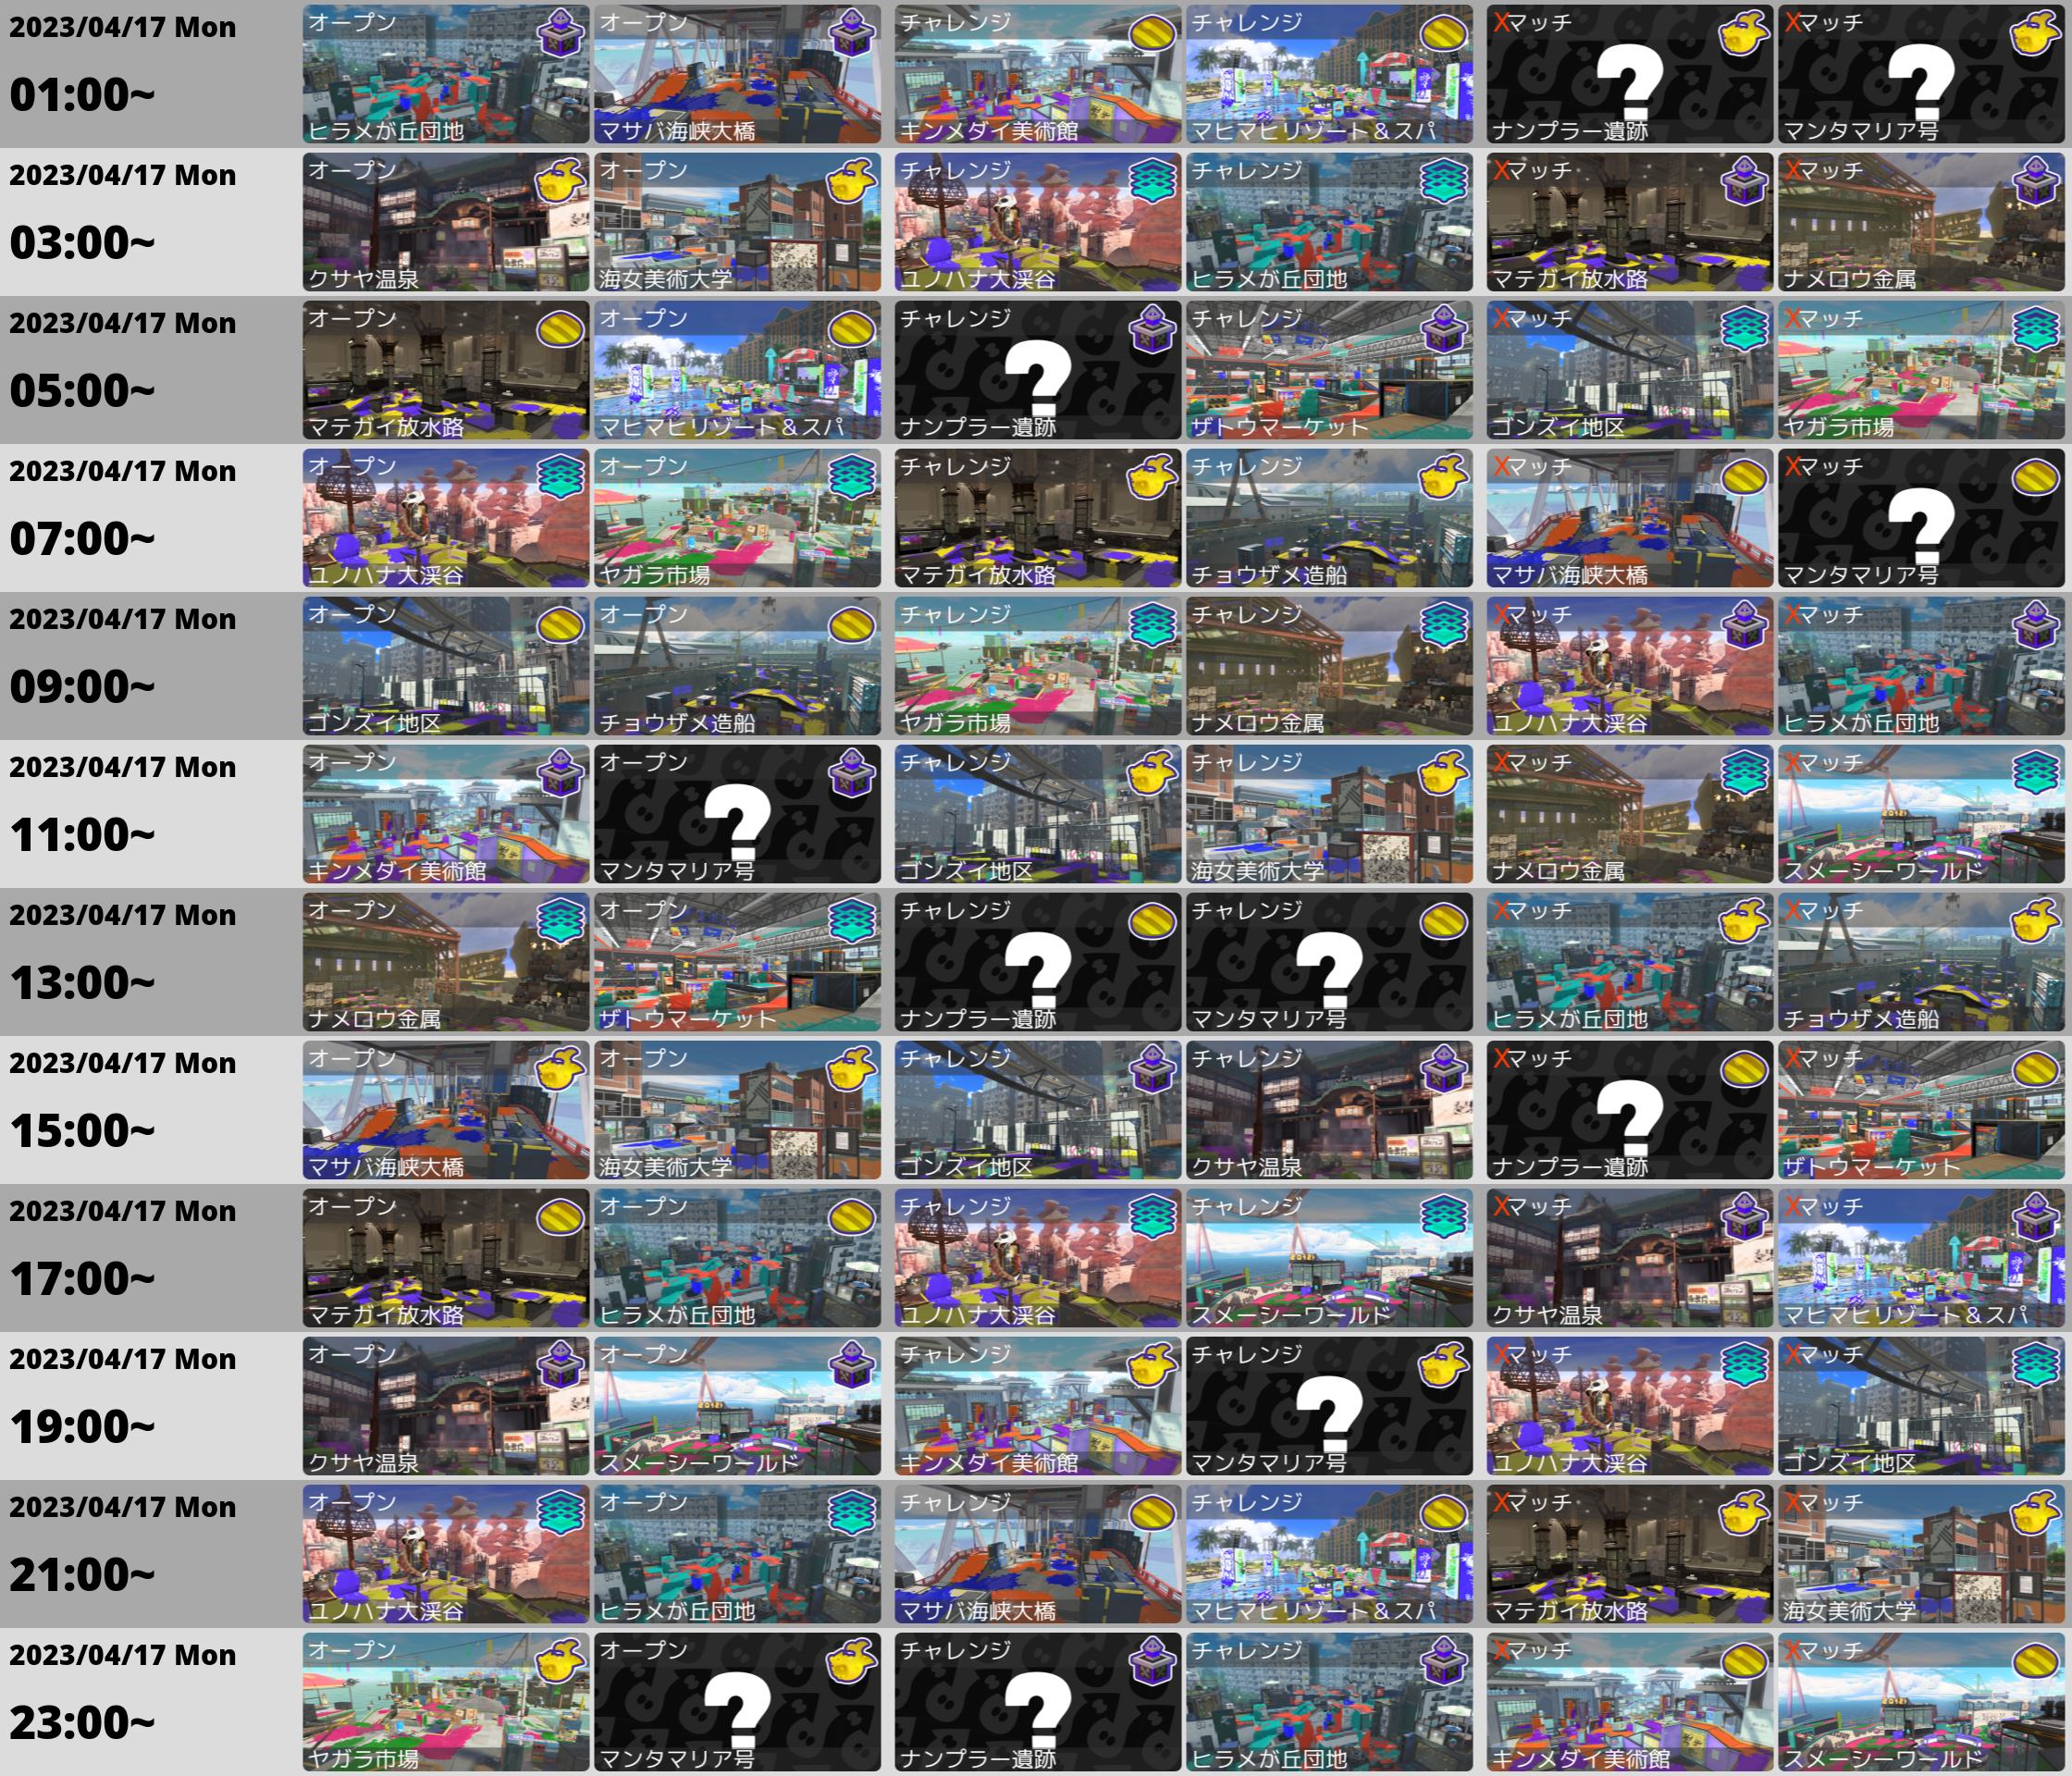 2023/04/17 Mon
01:00~
オープン オープン チャレンジ チャレンジ Xマッチ Xマッチ
ヒラメが丘団地 マサバ海峡大橋 キンメダイ美術館 マヒマヒリゾート＆スパ ナンプラー遺跡 マンタマリア号
2023/04/17 Mon
03:00~
オープン オープン チャレンジ チャレンジ Xマッチ Xマッチ
クサヤ温泉 海女美術大学 ユノハナ大渓谷 ヒラメが丘団地 マテガイ放水路 ナメロウ金属
2023/04/17 Mon
05:00~
オープン オープン チャレンジ チャレンジ Xマッチ Xマッチ
マテガイ放水路 マヒマヒリゾート＆スパ ナンプラー遺跡 ザトウマーケット ゴンズイ地区 ヤガラ市場
2023/04/17 Mon
07:00~
オープン オープン チャレンジ チャレンジ Xマッチ Xマッチ
ユノハナ大渓谷 ヤガラ市場 マテガイ放水路 チョウザメ造船 マサバ海峡大橋 マンタマリア号
2023/04/17 Mon
09:00~
オープン オープン チャレンジ チャレンジ Xマッチ Xマッチ
ゴンズイ地区 チョウザメ造船 ヤガラ市場 ナメロウ金属 ユノハナ大渓谷 ヒラメが丘団地
2023/04/17 Mon
11:00~
オープン オープン チャレンジ チャレンジ Xマッチ Xマッチ
キンメダイ美術館 マンタマリア号 ゴンズイ地区 海女美術大学 ナメロウ金属 スメーシーワールド
2023/04/17 Mon
13:00~
オープン オープン チャレンジ チャレンジ Xマッチ Xマッチ
ナメロウ金属 ザトウマーケット ナンプラー遺跡 マンタマリア号 ヒラメが丘団地 チョウザメ造船
2023/04/17 Mon
15:00~
オープン オープン チャレンジ チャレンジ Xマッチ Xマッチ
マサバ海峡大橋 海女美術大学 ゴンズイ地区 クサヤ温泉 ナンプラー遺跡 ザトウマーケット
2023/04/17 Mon
17:00~
オープン オープン チャレンジ チャレンジ Xマッチ Xマッチ
マテガイ放水路 ヒラメが丘団地 ユノハナ大渓谷 スメーシーワールド クサヤ温泉 マヒマヒリゾート＆スパ
2023/04/17 Mon
19:00~
オープン オープン チャレンジ チャレンジ Xマッチ Xマッチ
クサヤ温泉 スメーシーワールド キンメダイ美術館 マンタマリア号 ユノハナ大渓谷 ゴンズイ地区
2023/04/17 Mon
21:00~
オープン オープン チャレンジ チャレンジ Xマッチ Xマッチ
ユノハナ大渓谷 ヒラメが丘団地 マサバ海峡大橋 マヒマヒリゾート＆スパ マテガイ放水路 海女美術大学
2023/04/17 Mon
23:00~
オープン オープン チャレンジ チャレンジ Xマッチ Xマッチ
ヤガラ市場 マンタマリア号 ナンプラー遺跡 ヒラメが丘団地 キンメダイ美術館 スメーシーワールド